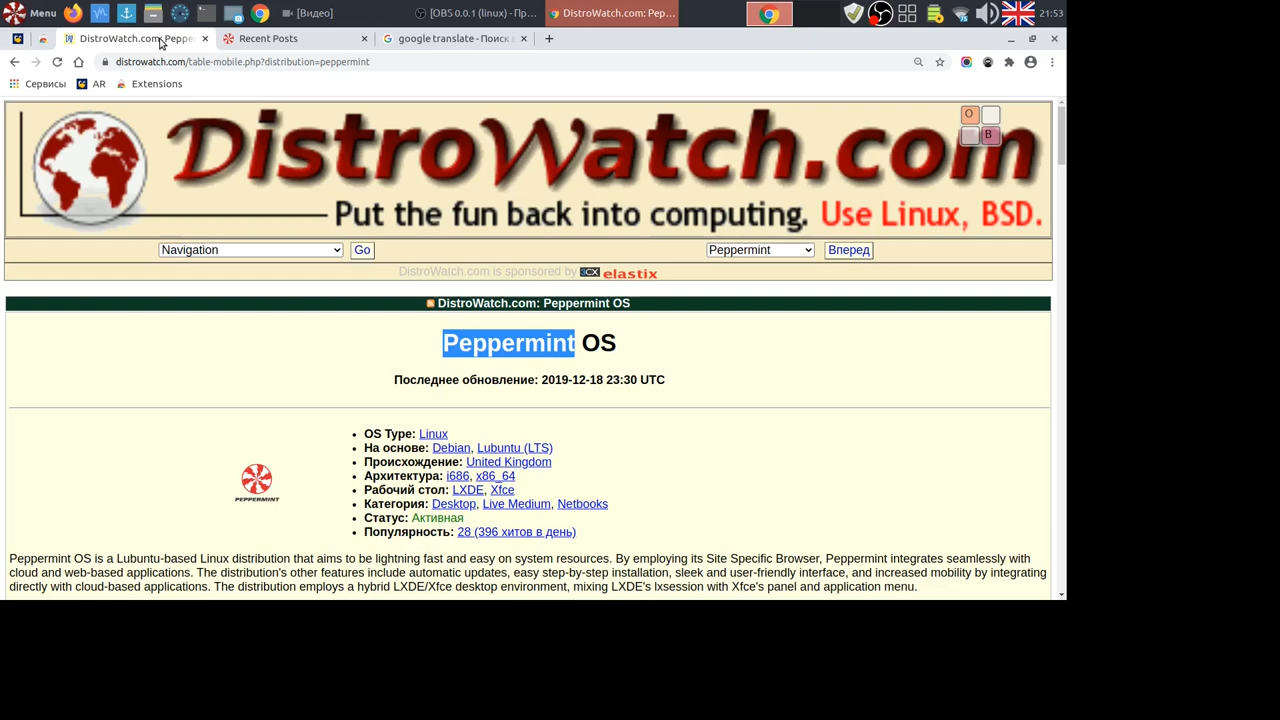 Menu [Видео] [OBS 0.0.1 (linux) - Пр... DistroWatch.com: Pep... 21:53
DistroWatch.com: Peppe Recent Posts google translate - Поиск
distrowatch.com/table-mobile.php?distribution=peppermint
Сервисы AR Extensions
DistroWatch.com
O
B
Put the fun back into computing. Use Linux, BSD.
Navigation Go Peppermint Вперед
DistroWatch.com is sponsored by 3CX elastix
DistroWatch.com: Peppermint OS
Peppermint OS
Последнее обновление: 2019-12-18 23:30 UTC
• OS Type: Linux
• На основе: Debian, Lubuntu (LTS)
• Происхождение: United Kingdom
• Архитектура: i686, x86_64
• Рабочий стол: LXDE, Xfce
• Категория: Desktop, Live Medium, Netbooks
• Статус: Активная
• Популярность: 28 (396 хитов в день)
PEPPERMINT
Peppermint OS is a Lubuntu-based Linux distribution that aims to be lightning fast and easy on system resources. By employing its Site Specific Browser, Peppermint integrates seamlessly with
cloud and web-based applications. The distribution's other features include automatic updates, easy step-by-step installation, sleek and user-friendly interface, and increased mobility by integrating
directly with cloud-based applications. The distribution employs a hybrid LXDE/Xfce desktop environment, mixing LXDE's lxsession with Xfce's panel and application menu.